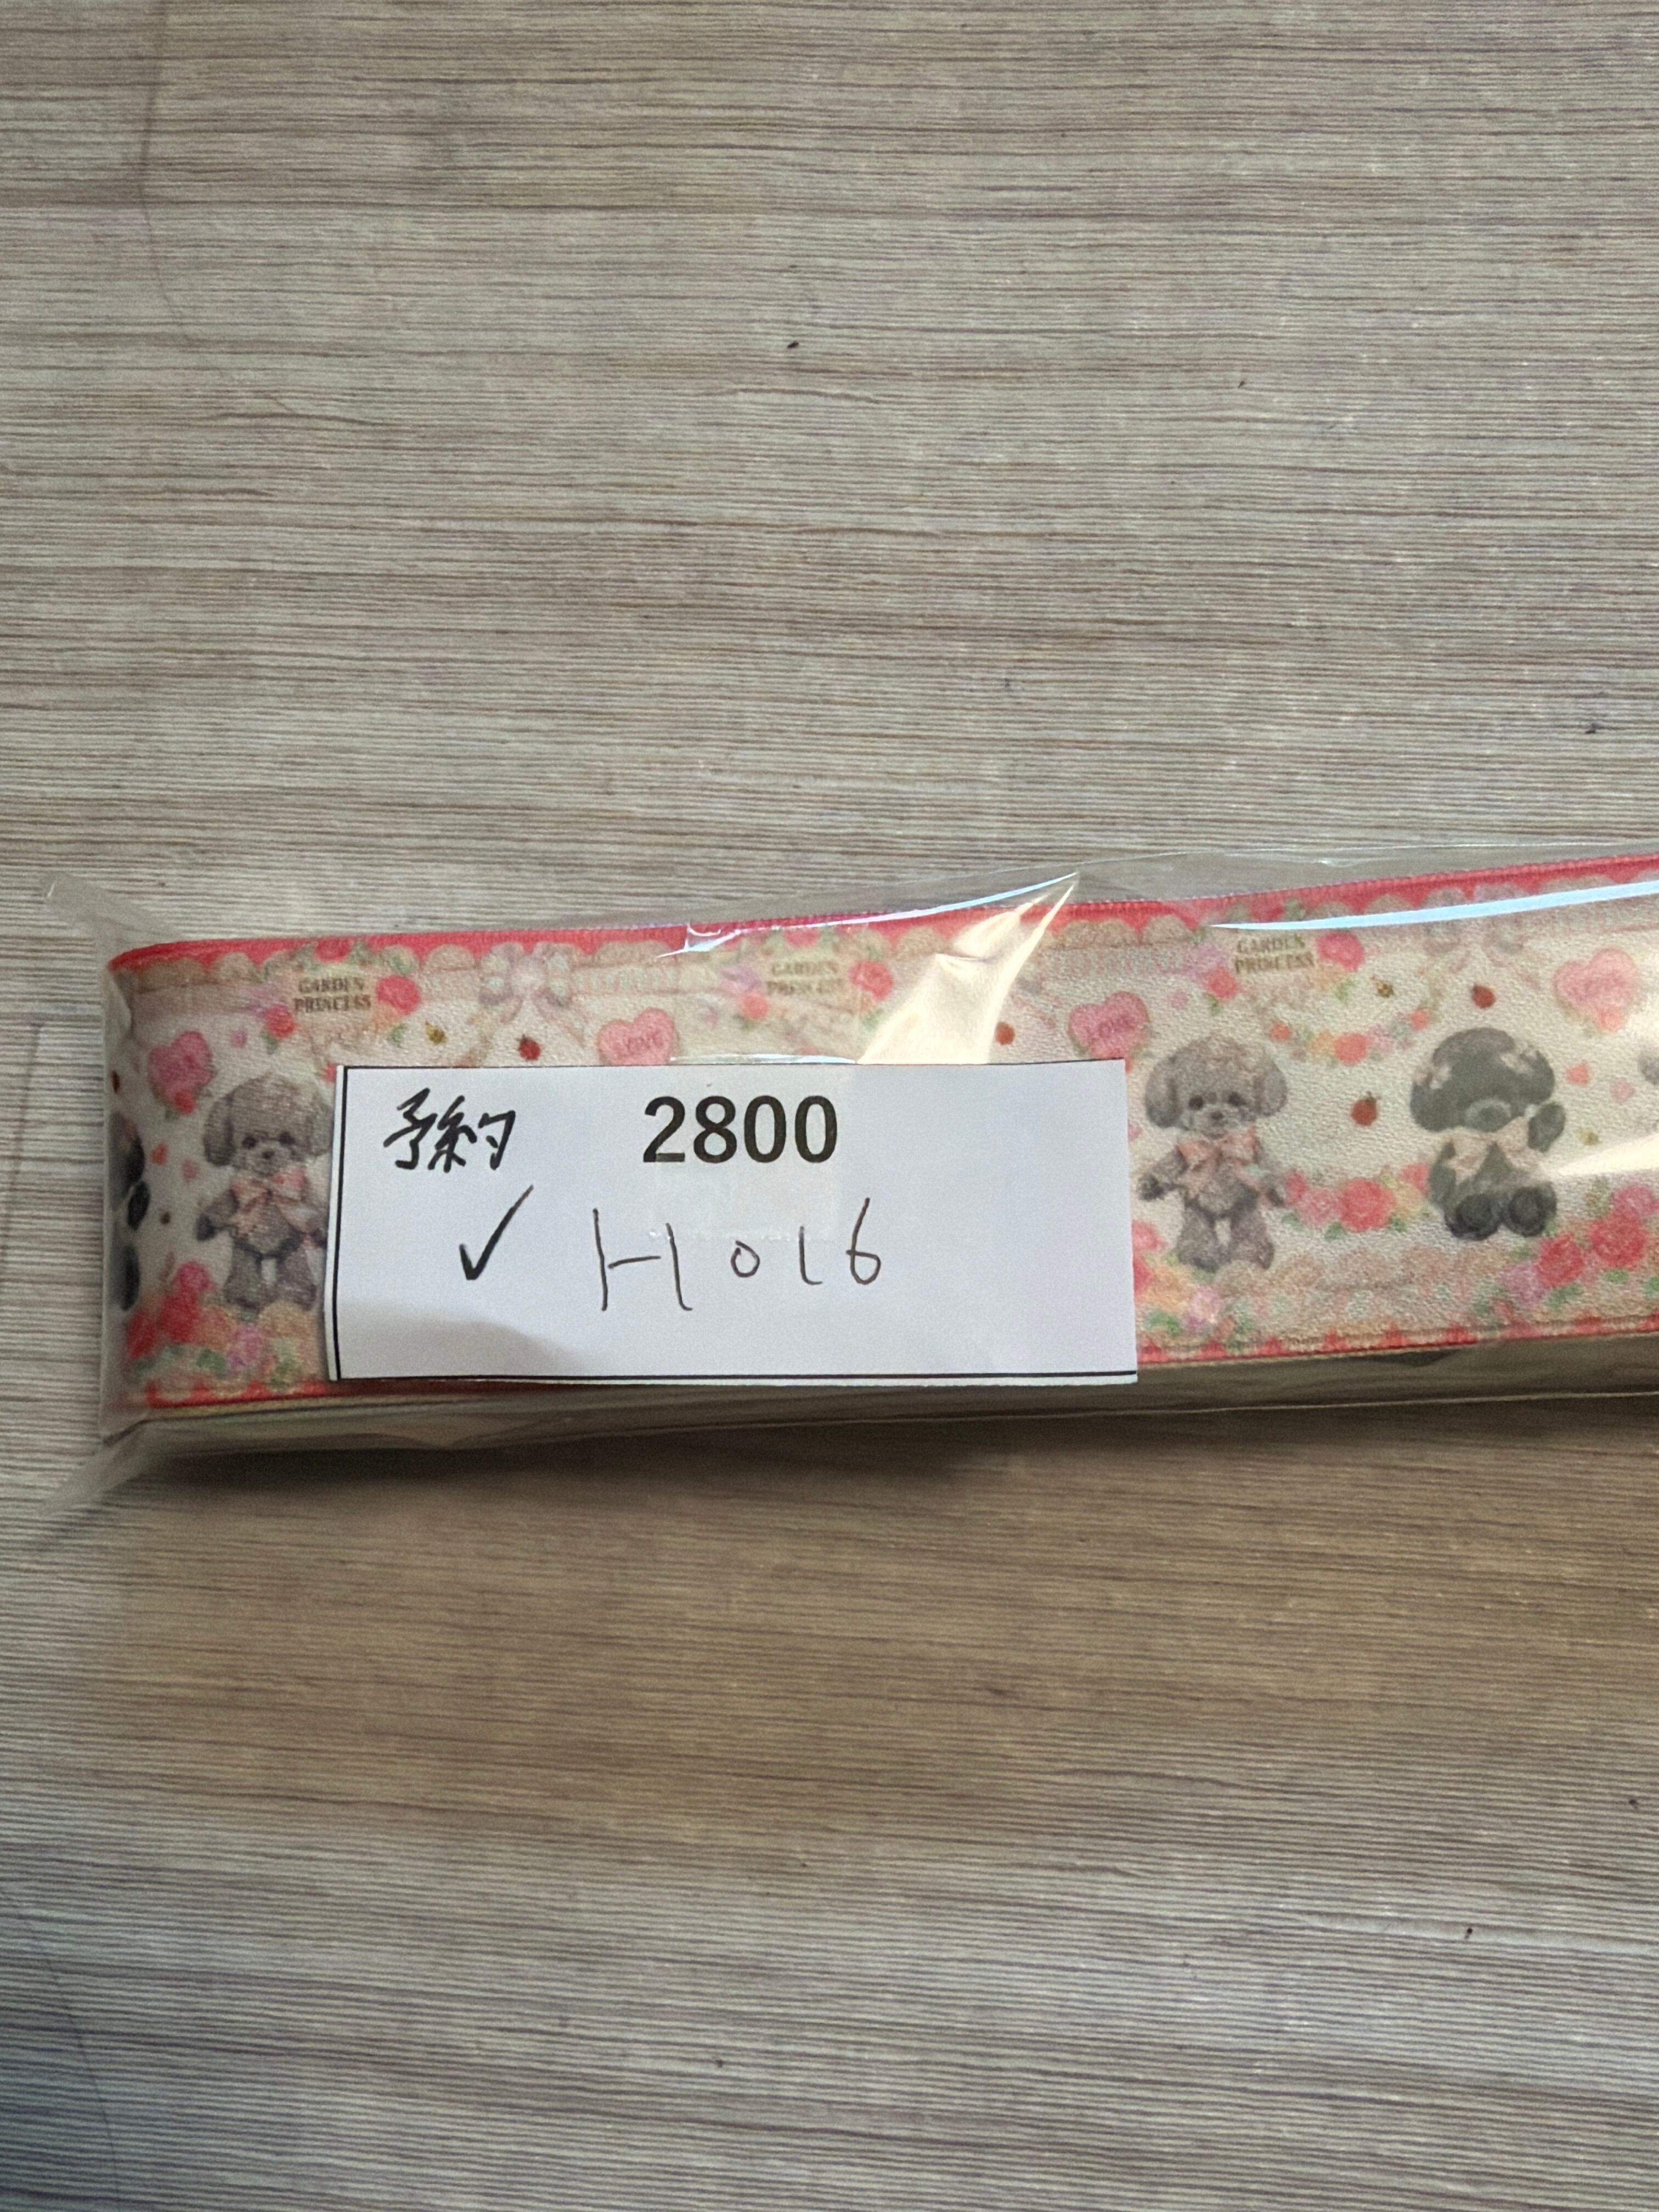 GARDEN
PRINCESS
GARDEN
PRINCESS
GARDEN
PRINCESS
LOVE
LOVE
予約 2800
✓ H016